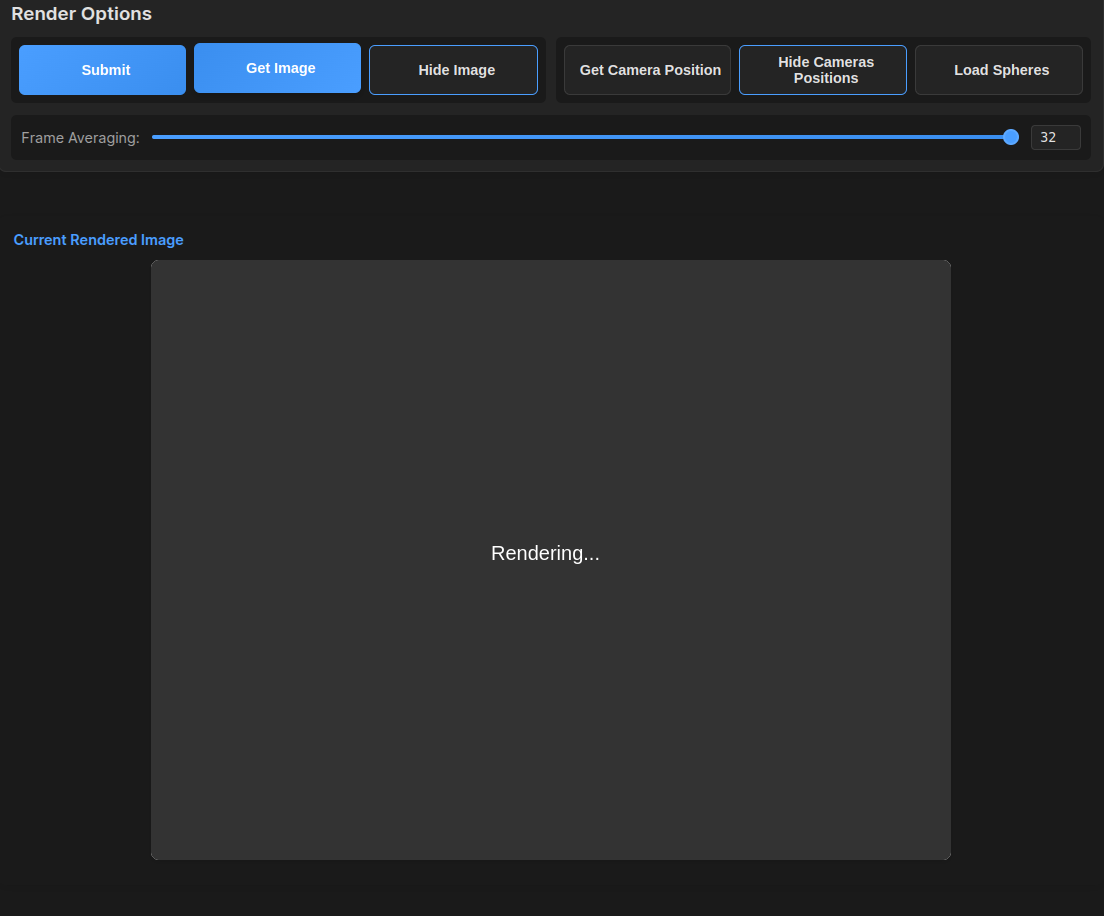 Render Options
Submit
Get Image
Hide Image
Get Camera Position
Hide Cameras
Positions
Load Spheres
Frame Averaging:
32
Current Rendered Image
Rendering...